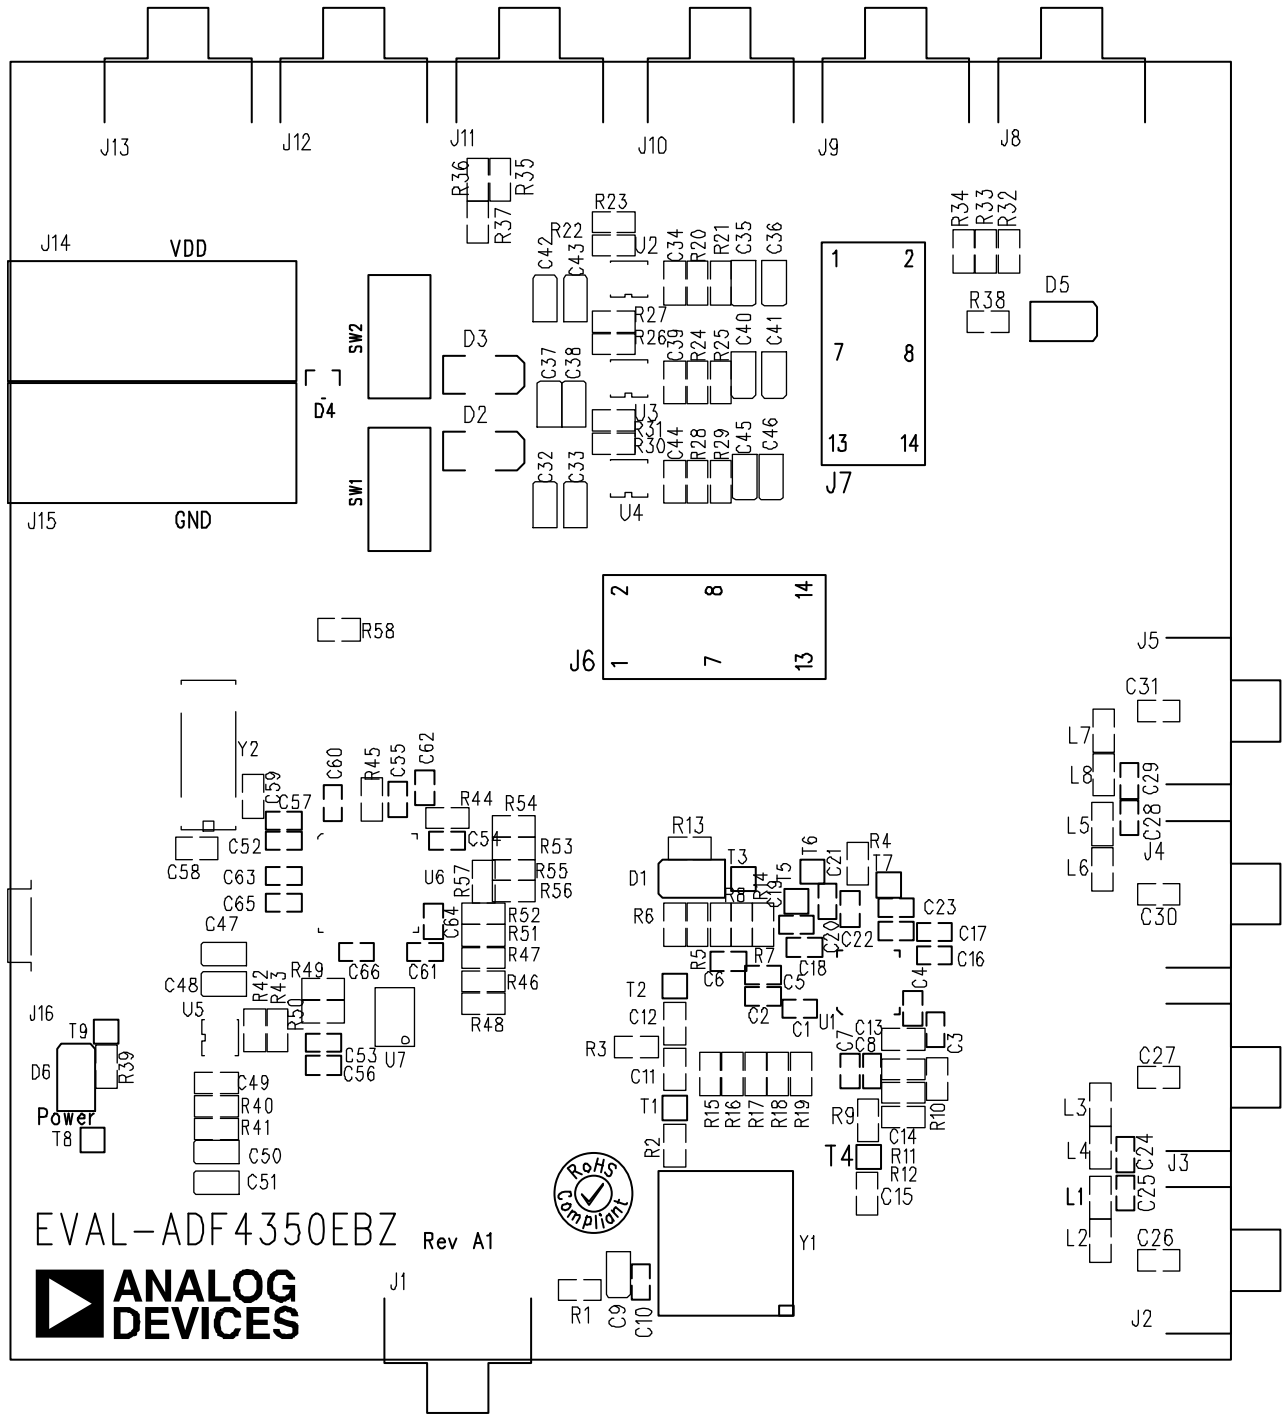 J13
J12
J11
J10
J9
J8
R36
R35
R37
R34
R33
R32
J14
VDD
R23
R22
U2
C42
C43
C34
R20
R21
C35
C36
1
2
D5
R38
SW2
D3
R27
R26
C39
R24
R25
C40
C41
7
8
D4
C37
C38
D2
U3
R31
R30
C44
R28
R29
C45
C46
13
14
J7
SW1
C32
C33
U4
J15
GND
2
8
14
J6
1
7
13
R58
J5
C31
L7
Y2
C59
C60
R45
C55
C62
L8
C29
C57
R44
R54
L5
C28
C52
C54
R53
R13
T6
C21
R4
J4
C58
C63
U6
R57
R55
D1
T3
T5
T7
L6
C65
R56
R14
C19
C30
C47
C64
R52
R6
R8
C23
R51
C20
C22
C17
C66
C61
R47
R5
C6
R7
C18
C16
C48
R42
R43
R49
R46
T2
C5
C4
J16
U5
R50
R48
C12
C2
C1
U1
T9
R39
C53
U7
R3
C7
C8
C13
C3
D6
C49
C56
C11
C27
Power
R40
T1
R15
R16
R17
R18
R19
R9
R10
L3
T8
R41
R2
C14
C50
T4
R11
L4
C24
J3
C51
R12
C15
L1
C25
RoHS
Compliant
EVAL-ADF4350EBZ
Rev A1
Y1
L2
C26
ANALOG
DEVICES
J1
R1
C9
C10
J2